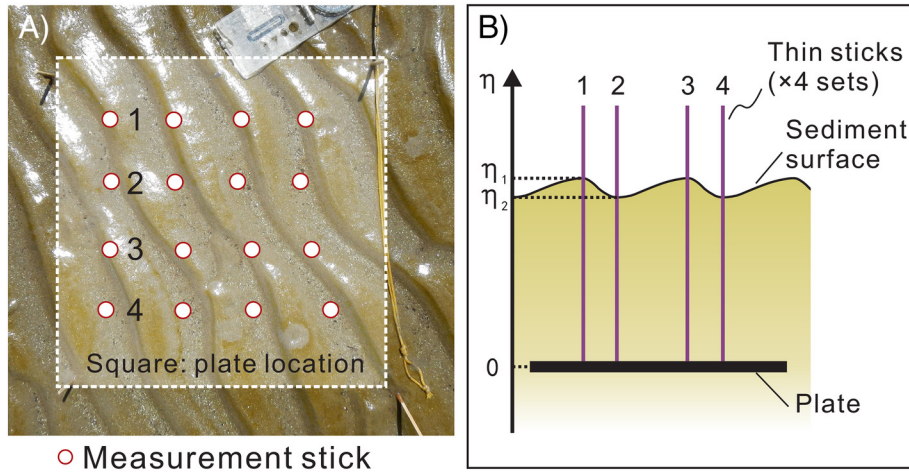 A)
1
2
3
4
Square: plate location
Measurement stick
B)
η
Thin sticks
(×4 sets)
1 2 3 4
Sediment
surface
η1
η2
0
Plate